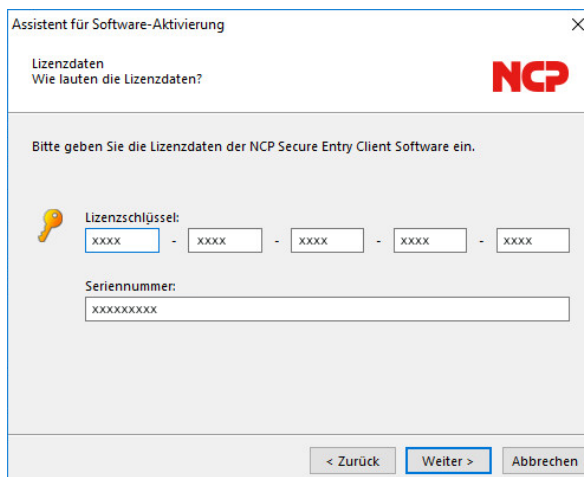 Assistent für Software-Aktivierung
Lizenzdaten
Wie lauten die Lizenzdaten?
NCP
Bitte geben Sie die Lizenzdaten der NCP Secure Entry Client Software ein.
Lizenzschlüssel:
xxxx - xxxx - xxxx - xxxx - xxxx
Seriennummer:
xxxxxxxxx
< Zurück Weiter > Abbrechen